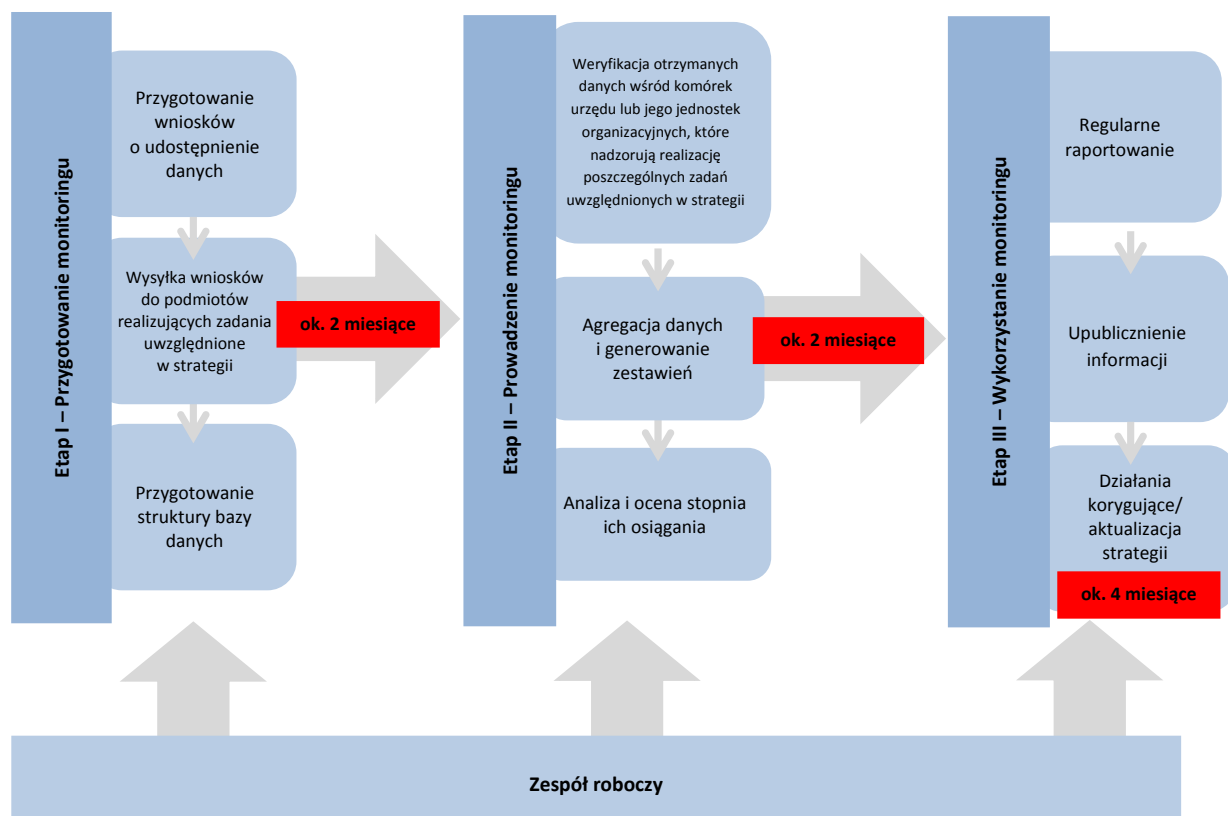 Etap I – Przygotowanie monitoringu
Przygotowanie
wniosków
o udostępnienie
danych
Wysyłka wniosków
do podmiotów
realizujących zadania
uwzględnione
w strategii
Przygotowanie
struktury bazy
danych
ok. 2 miesiące
Etap II – Prowadzenie monitoringu
Weryfikacja otrzymanych
danych wśród komórek
urzędu lub jego jednostek
organizacyjnych, które
nadzorują realizację
poszczególnych zadań
uwzględnionych w strategii
Agregacja danych
i generowanie
zestawień
Analiza i ocena stopnia
ich osiągania
ok. 2 miesiące
Etap III – Wykorzystanie monitoringu
Regularne
raportowanie
Upublicznienie
informacji
Działania
korygujące/
aktualizacja
strategii
ok. 4 miesiące
Zespół roboczy